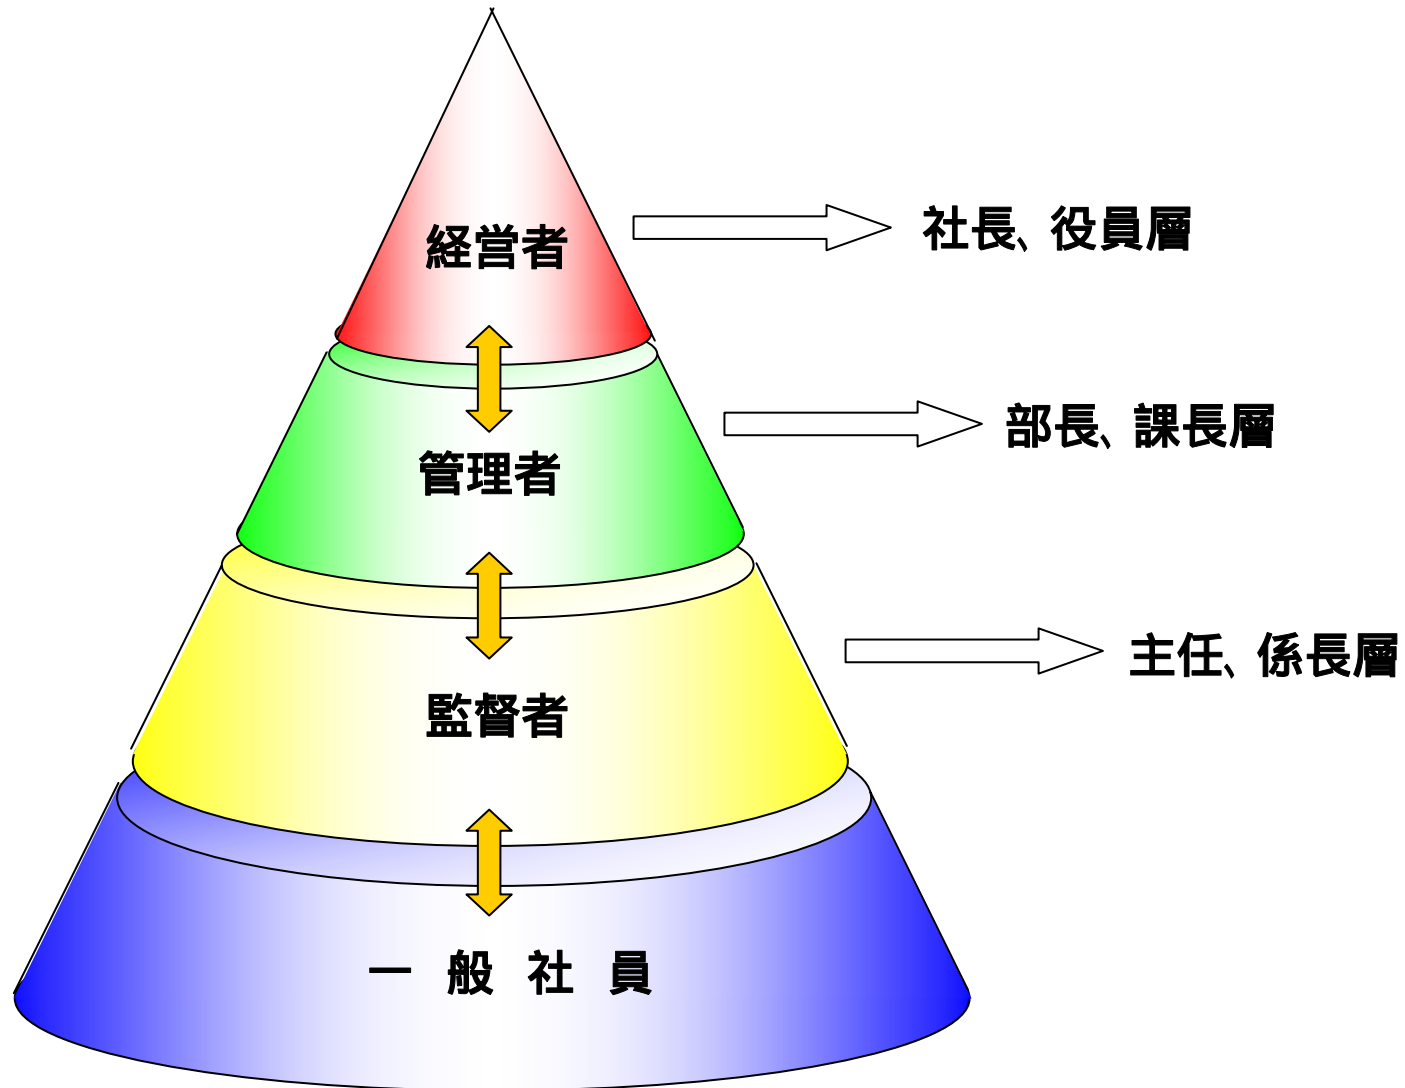 経営者
社長、役員層
管理者
部長、課長層
監督者
主任、係長層
一 般 社 員